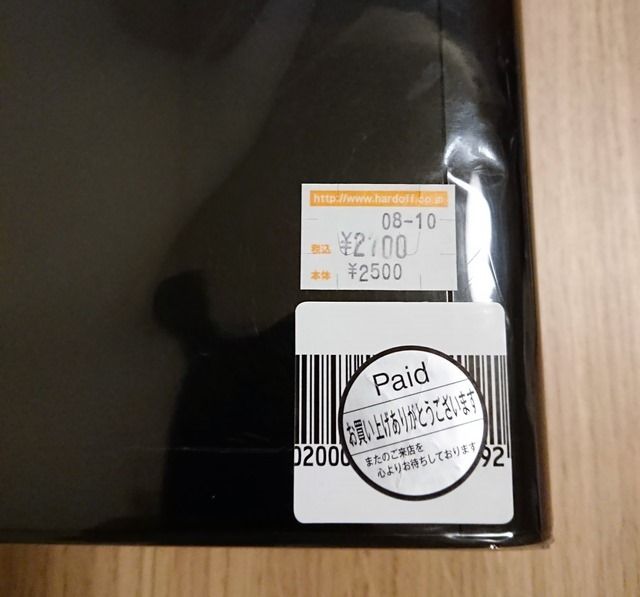 http://www.hardoff.co.jp
08-10
税込 ¥2700
本体 ¥2500
Paid
お買い上げありがとうございます
またのご来店を
心よりお待ちしております
02000
92